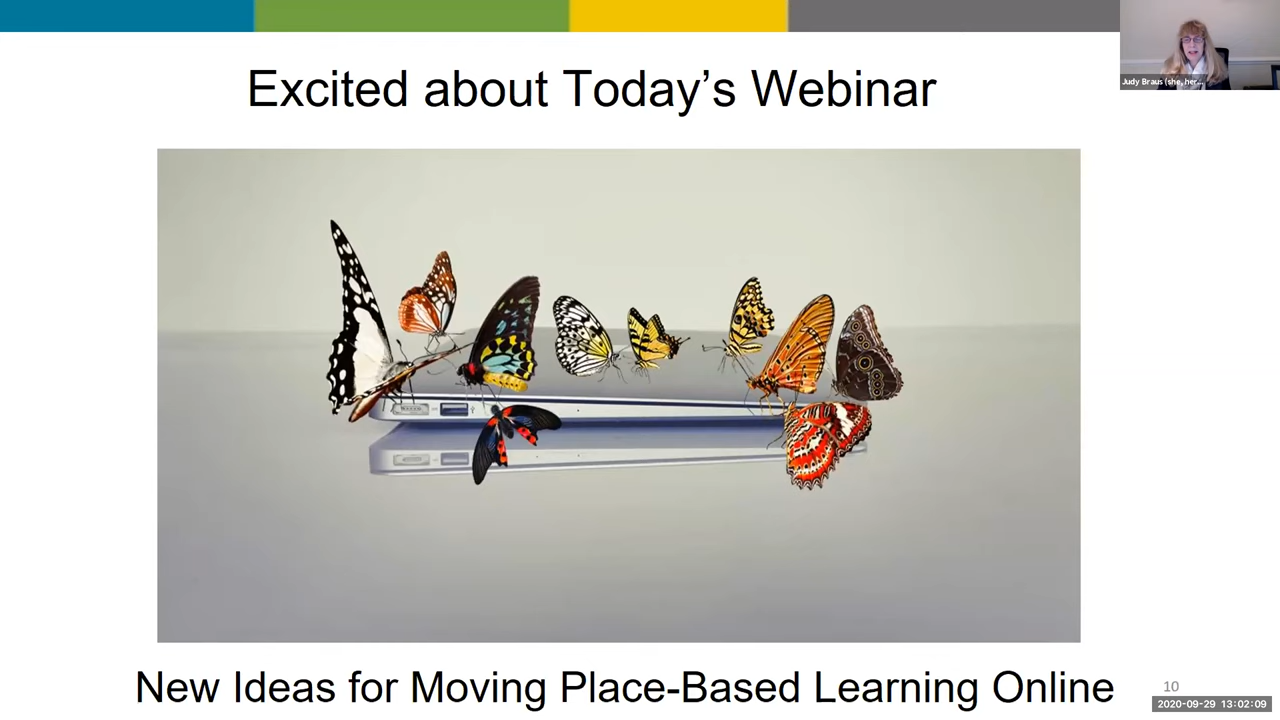 Excited about Today’s Webinar
Judy Braus (she, her...
New Ideas for Moving Place-Based Learning Online
10
2020-09-29 13:02:09